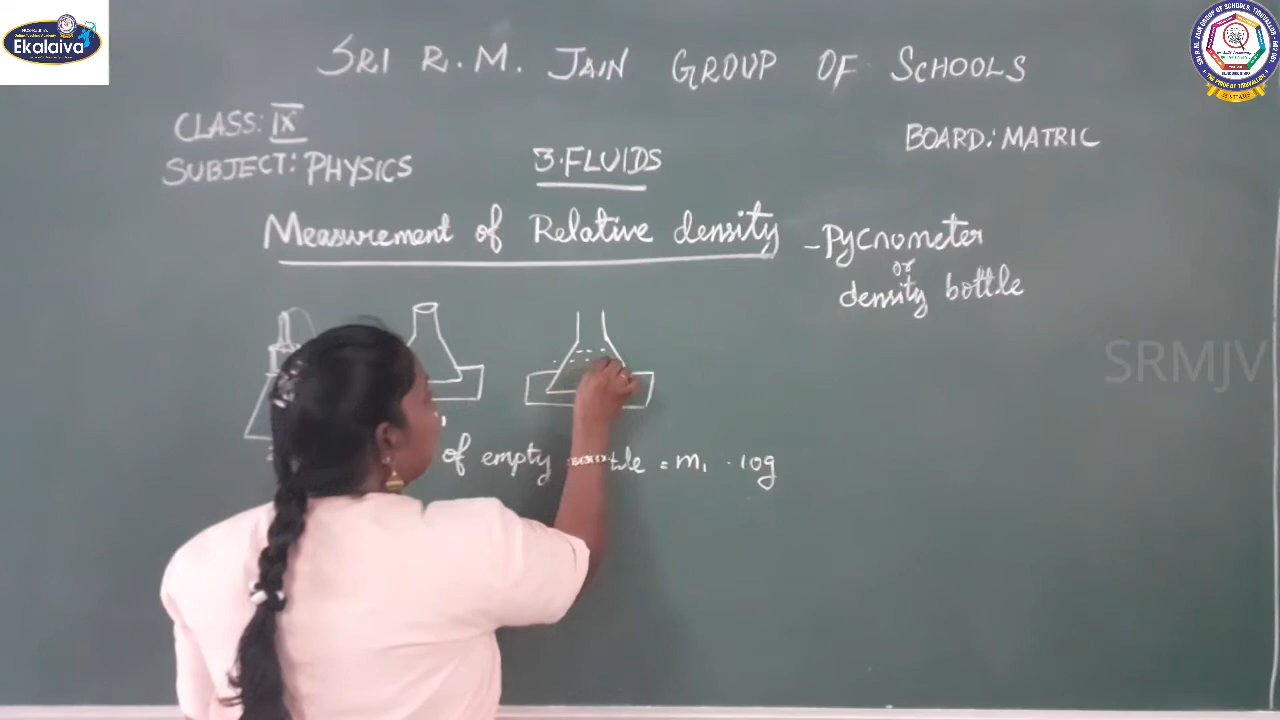 Ekalaiva
SRI R.M. JAIN GROUP OF SCHOOLS
CLASS: IX
BOARD: MATRIC
SUBJECT: PHYSICS
3. FLUIDS
Measurement of Relative density - Pycnometer
or
density bottle
SRMJV
of empty = m₁ · 10g